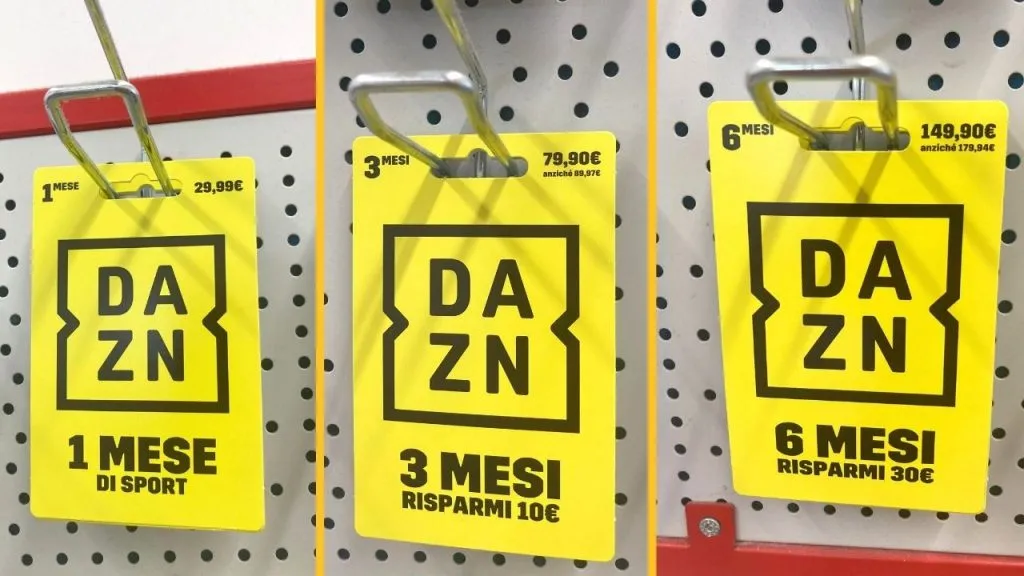 1 MESE
29,99€
DA
ZN
1 MESE
DI SPORT
3 MESI
79,90€
anziché 89,97€
DA
ZN
3 MESI
RISPARMI 10€
6 MESI
149,90€
anziché 179,94€
DA
ZN
6 MESI
RISPARMI 30€